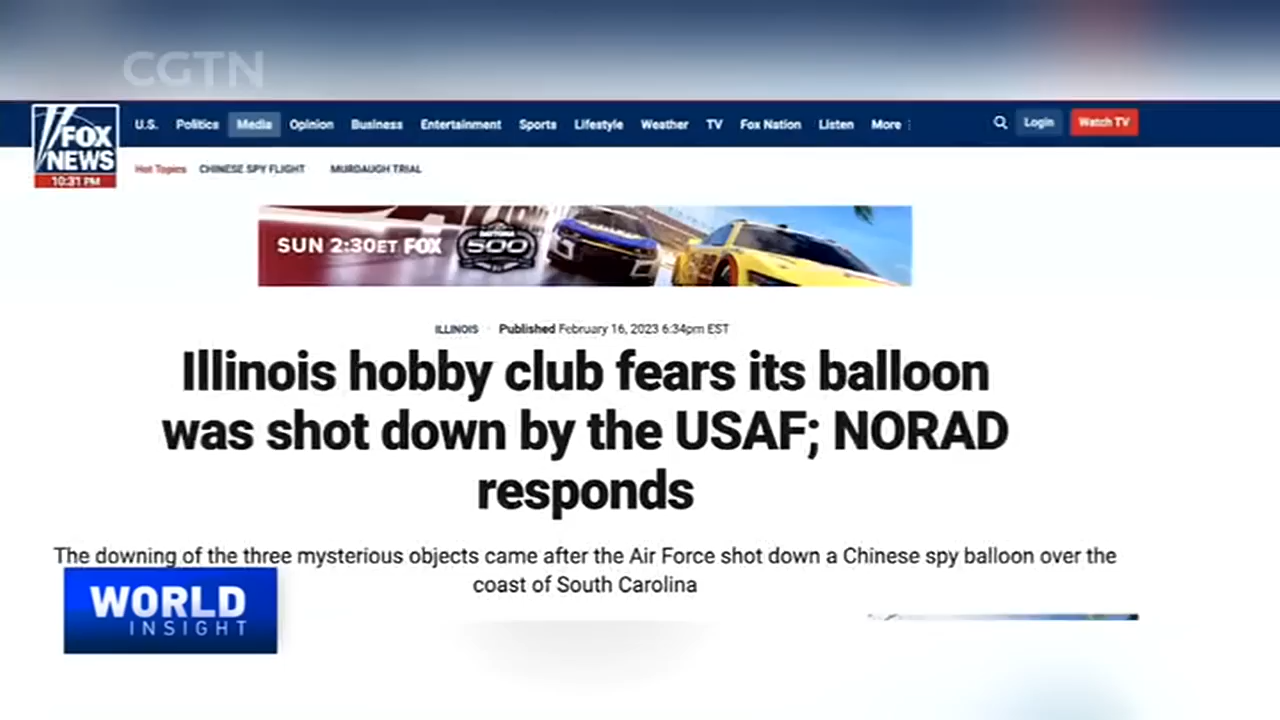 CGTN
FOX
NEWS
10:31 PM
U.S. Politics Media Opinion Business Entertainment Sports Lifestyle Weather TV Fox Nation Listen More Login Watch TV
Hot Topics CHINESE SPY FLIGHT MURDAUGH TRIAL
SUN 2:30ET FOX DAYTONA 500
ILLINOIS · Published February 16, 2023 6:34pm EST
Illinois hobby club fears its balloon
was shot down by the USAF; NORAD
responds
The downing of the three mysterious objects came after the Air Force shot down a Chinese spy balloon over the
coast of South Carolina
WORLD
INSIGHT